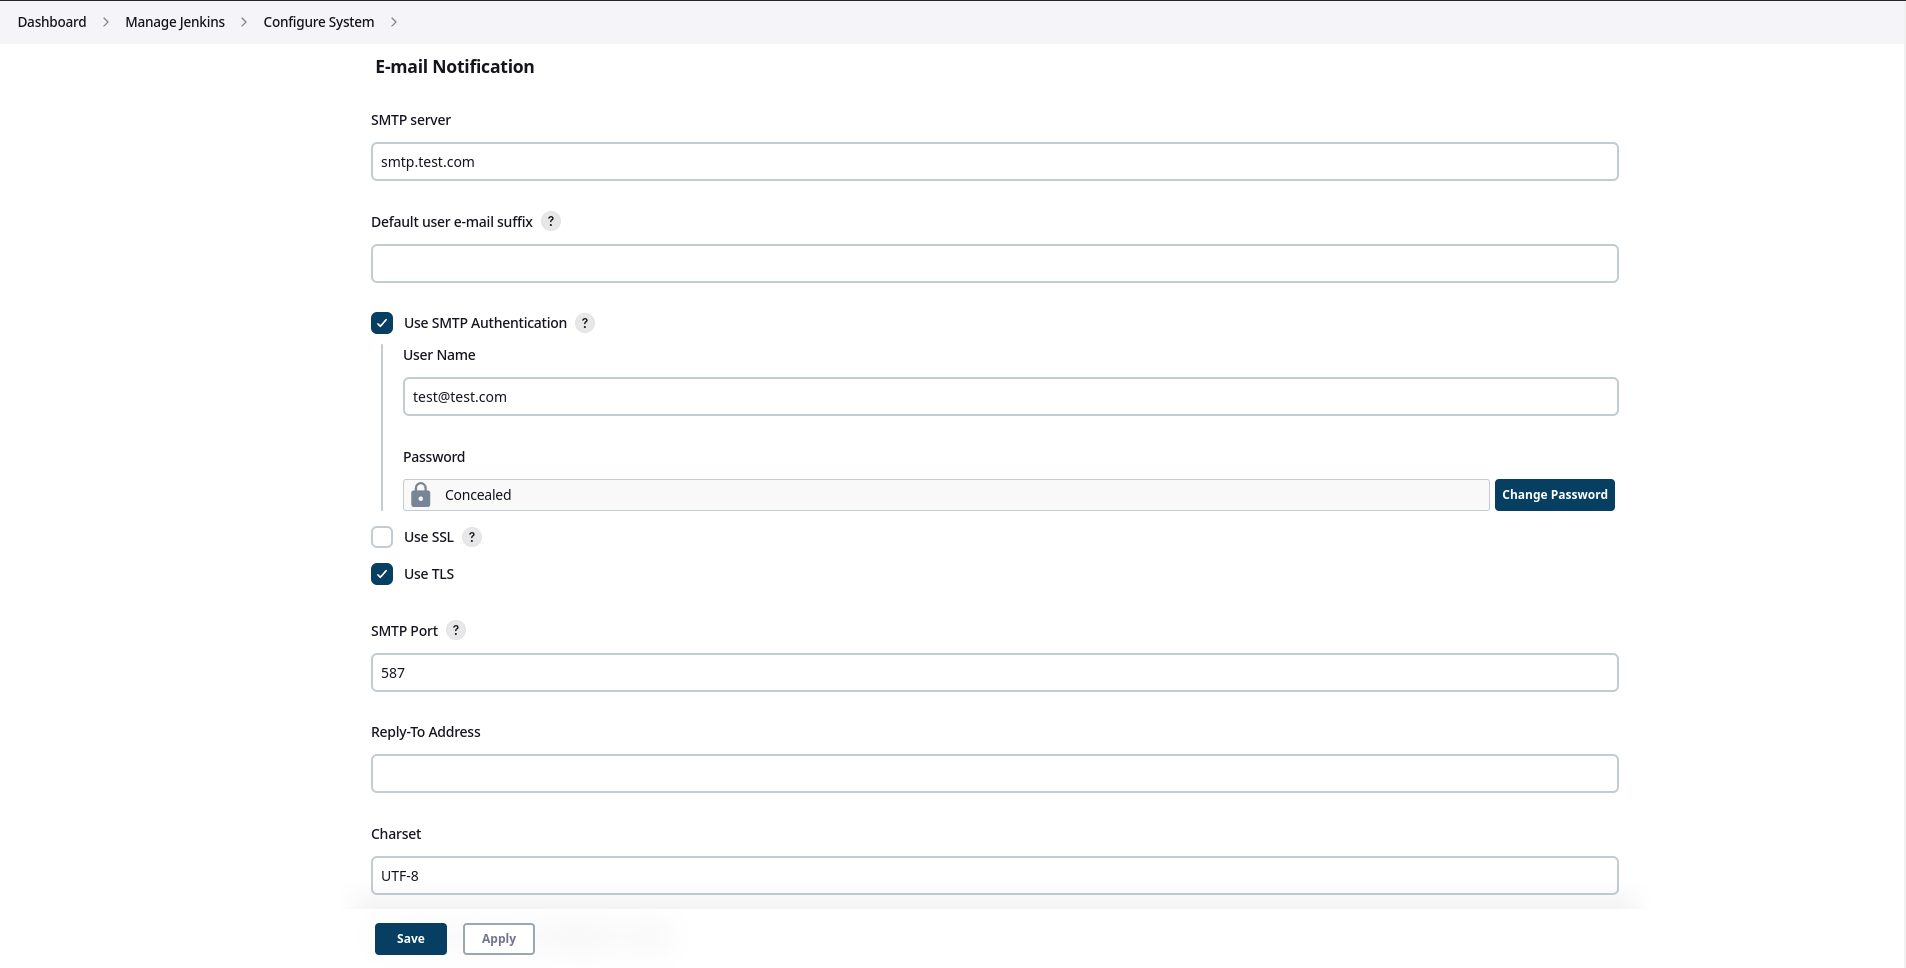 Dashboard > Manage Jenkins > Configure System >
E-mail Notification
SMTP server
smtp.test.com
Default user e-mail suffix ?
Use SMTP Authentication ?
User Name
test@test.com
Password
Concealed Change Password
Use SSL ?
Use TLS
SMTP Port ?
587
Reply-To Address
Charset
UTF-8
Save Apply